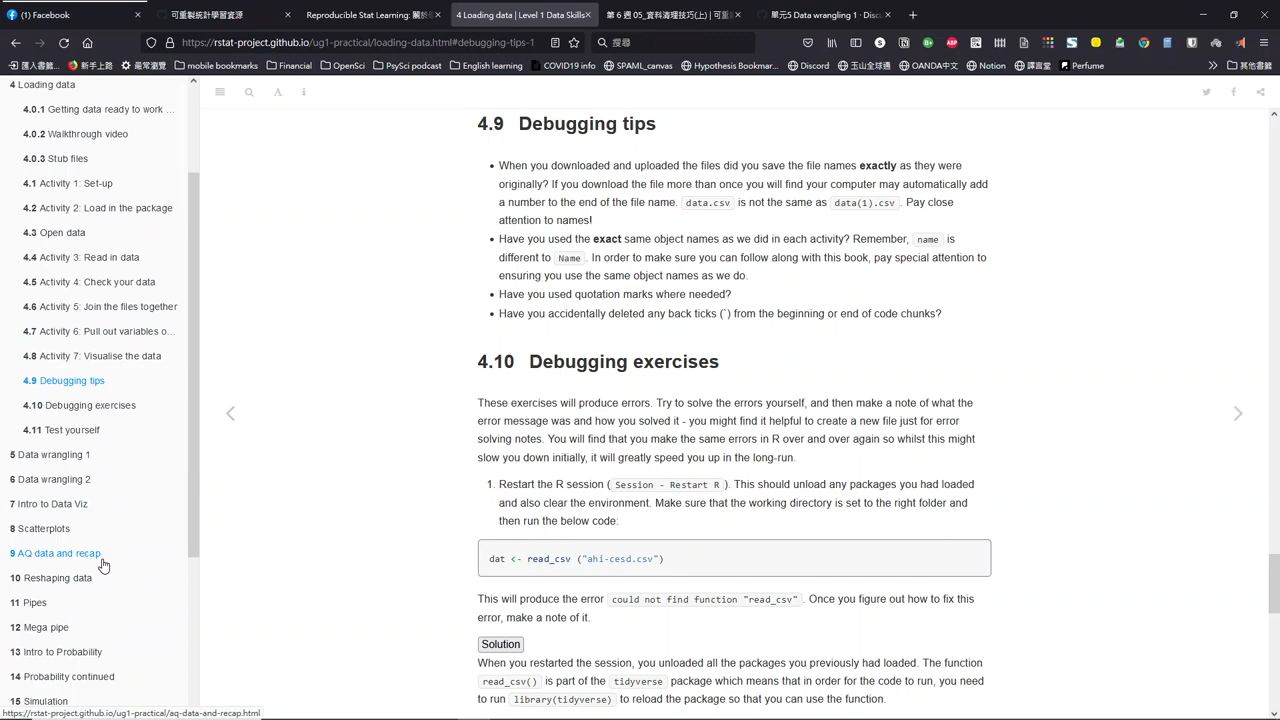 (1) Facebook
可重製統計學習資源
Reproducible Stat Learning: 關於
4 Loading data | Level 1 Data Skills
第 6 週 05_資料清理技巧(上) | 可重
單元5 Data wrangling 1 · Discu
https://rstat-project.github.io/ug1-practical/loading-data.html#debugging-tips-1
搜尋
匯入書籤...
新手上路
最常瀏覽
mobile bookmarks
Financial
OpenSci
PsySci podcast
English learning
COVID19 info
SPAML_canvas
Hypothesis Bookmark
Discord
玉山全球通
OANDA中文
Notion
譯言堂
Perfume
其他書籤
4 Loading data
4.0.1 Getting data ready to work ...
4.0.2 Walkthrough video
4.0.3 Stub files
4.1 Activity 1: Set-up
4.2 Activity 2: Load in the package
4.3 Open data
4.4 Activity 3: Read in data
4.5 Activity 4: Check your data
4.6 Activity 5: Join the files together
4.7 Activity 6: Pull out variables o...
4.8 Activity 7: Visualise the data
4.9 Debugging tips
4.10 Debugging exercises
4.11 Test yourself
5 Data wrangling 1
6 Data wrangling 2
7 Intro to Data Viz
8 Scatterplots
9 AQ data and recap
10 Reshaping data
11 Pipes
12 Mega pipe
13 Intro to Probability
14 Probability continued
15 Simulation
https://rstat-project.github.io/ug1-practical/aq-data-and-recap.html
4.9 Debugging tips
• When you downloaded and uploaded the files did you save the file names exactly as they were
originally? If you download the file more than once you will find your computer may automatically add
a number to the end of the file name. data.csv is not the same as data(1).csv. Pay close
attention to names!
• Have you used the exact same object names as we did in each activity? Remember, name is
different to Name. In order to make sure you can follow along with this book, pay special attention to
ensuring you use the same object names as we do.
• Have you used quotation marks where needed?
• Have you accidentally deleted any back ticks (`) from the beginning or end of code chunks?
4.10 Debugging exercises
These exercises will produce errors. Try to solve the errors yourself, and then make a note of what the
error message was and how you solved it - you might find it helpful to create a new file just for error
solving notes. You will find that you make the same errors in R over and over again so whilst this might
slow you down initially, it will greatly speed you up in the long-run.
1. Restart the R session (Session - Restart R). This should unload any packages you had loaded
and also clear the environment. Make sure that the working directory is set to the right folder and
then run the below code:
dat <- read_csv ("ahi-cesd.csv")
This will produce the error could not find function "read_csv". Once you figure out how to fix this
error, make a note of it.
Solution
When you restarted the session, you unloaded all the packages you previously had loaded. The function
read_csv() is part of the tidyverse package which means that in order for the code to run, you need
to run library(tidyverse) to reload the package so that you can use the function.